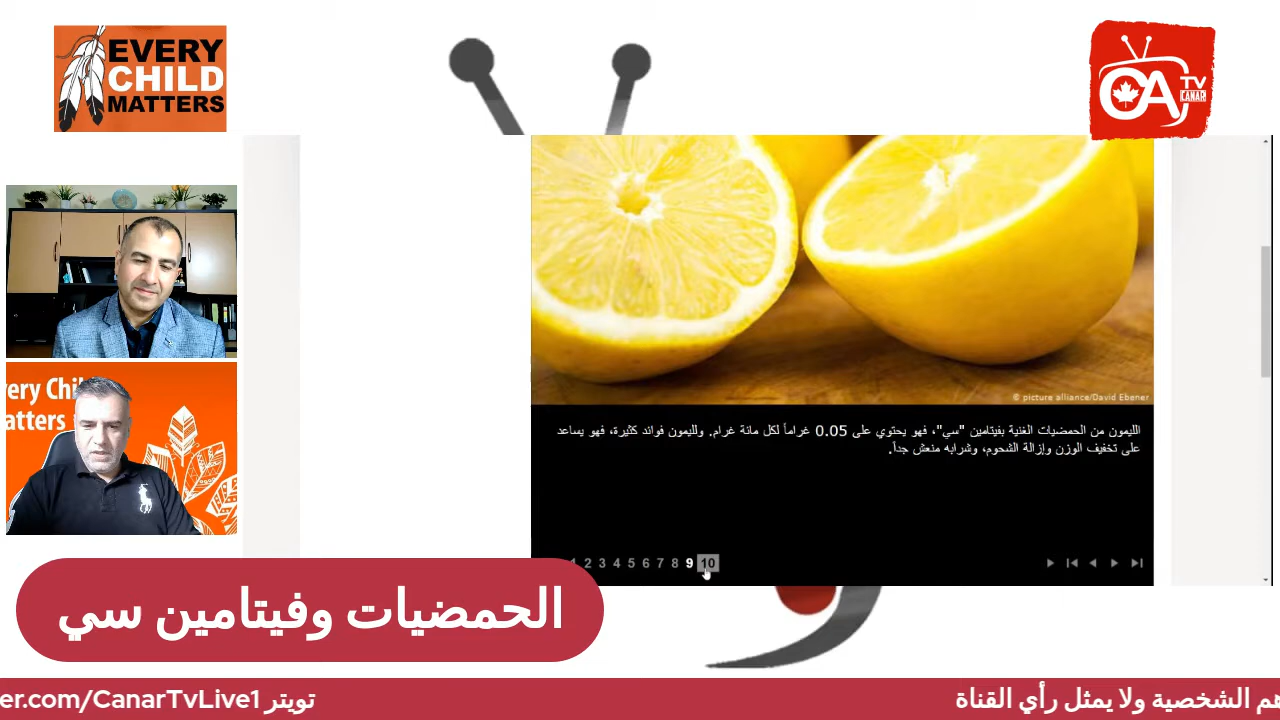 EVERY
CHILD
MATTERS
CA TV
CANAR
very Chil
atters
© picture alliance/David Ebener
الليمون من الحمضيات الغنية بفيتامين "سي"، فهو يحتوي على 0.05 غراماً لكل مائة غرام. ولليمون فوائد كثيرة، فهو يساعد
على تخفيف الوزن وإزالة الشحوم، وشرابه منعش جداً.
1 2 3 4 5 6 7 8 9 10
الحمضيات وفيتامين سي
هم الشخصية ولا يمثل رأي القناة
تويتر er.com/CanarTvLive1